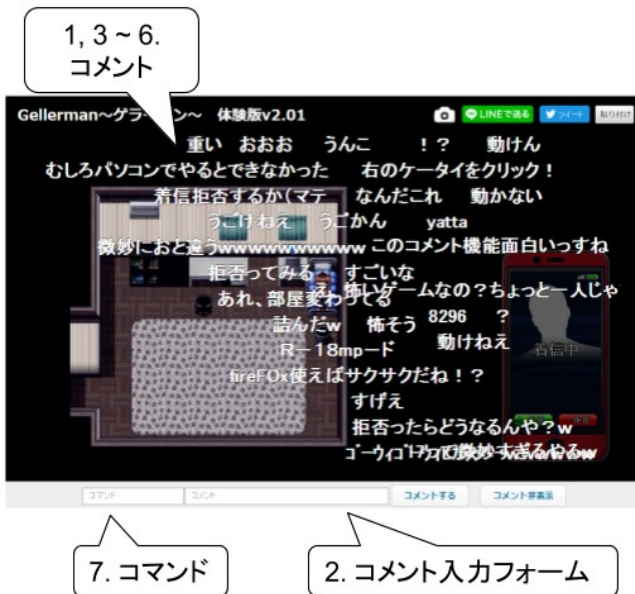 1, 3 ~ 6.
コメント
Gellerman~ゲラーマン~ 体験版v2.01
LINEで送る
ツイート
貼り付け
重い おおお うんこ !? 動けん
むしろパソコンでやるとできなかった 右のケータイをクリック!
着信拒否するか(マテ なんだこれ 動かない
うごけねえ うごかん yatta
微妙におと違うwwwwwwwwww このコメント機能面白いっすね
拒否ってみる すごいな
え、怖いゲームなの?ちょっと一人じゃ
あれ、部屋変わってる
詰んだw 怖そう 8296 ?
R-18mpード 動けねえ
着信中
fireFOx使えばサクサクだね!?
すげえ
拒否ったらどうなるんや?w
コマンド
コメント
コメントする
コメント非表示
7. コマンド
2. コメント入力フォーム